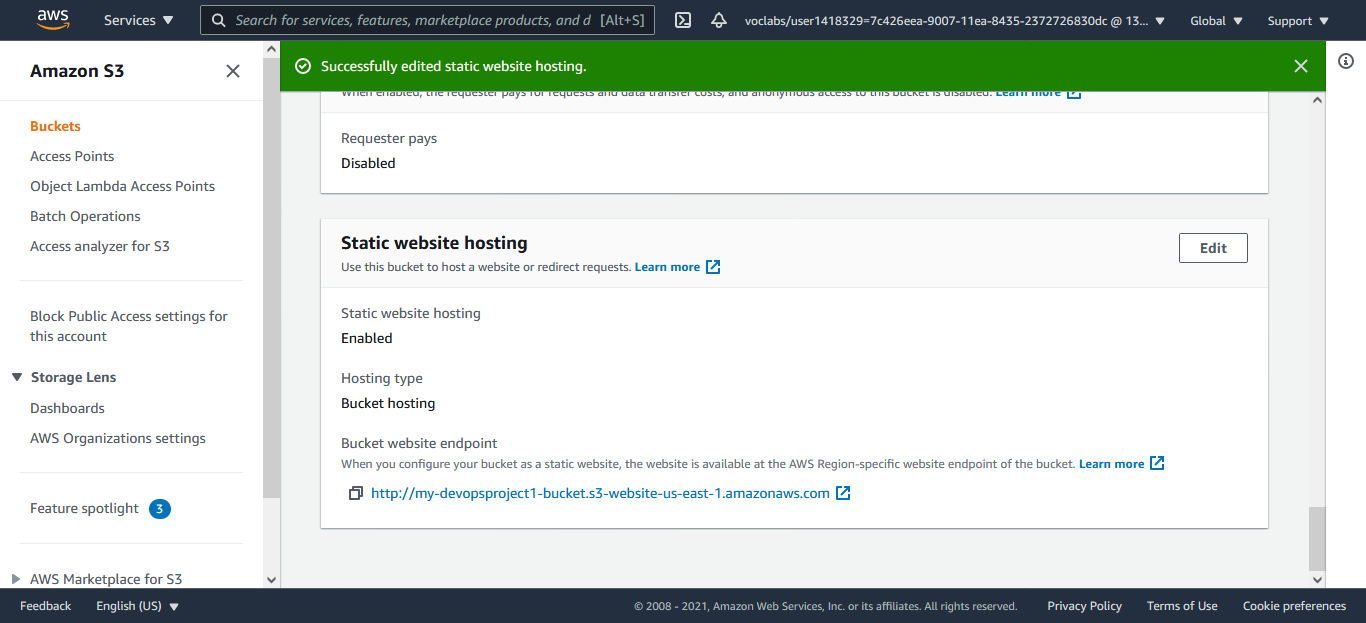 aws
Services
Search for services, features, marketplace products, and d [Alt+S]
voclabs/user1418329=7c426eea-9007-11ea-8435-2372726830dc @ 13...
Global
Support
Amazon S3
Buckets
Access Points
Object Lambda Access Points
Batch Operations
Access analyzer for S3
Block Public Access settings for
this account
Storage Lens
Dashboards
AWS Organizations settings
Feature spotlight 3
AWS Marketplace for S3
Successfully edited static website hosting.
When enabled, the requester pays for requests and data transfer costs, and anonymous access to this bucket is disabled. Learn more
Requester pays
Disabled
Static website hosting
Edit
Use this bucket to host a website or redirect requests. Learn more
Static website hosting
Enabled
Hosting type
Bucket hosting
Bucket website endpoint
When you configure your bucket as a static website, the website is available at the AWS Region-specific website endpoint of the bucket. Learn more
http://my-devopsproject1-bucket.s3-website-us-east-1.amazonaws.com
Feedback
English (US)
© 2008 - 2021, Amazon Web Services, Inc. or its affiliates. All rights reserved.
Privacy Policy
Terms of Use
Cookie preferences